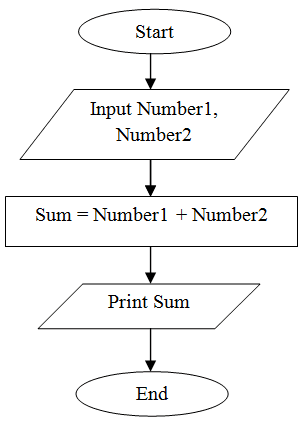 Start
Input Number1,
Number2
Sum = Number1 + Number2
Print Sum
End